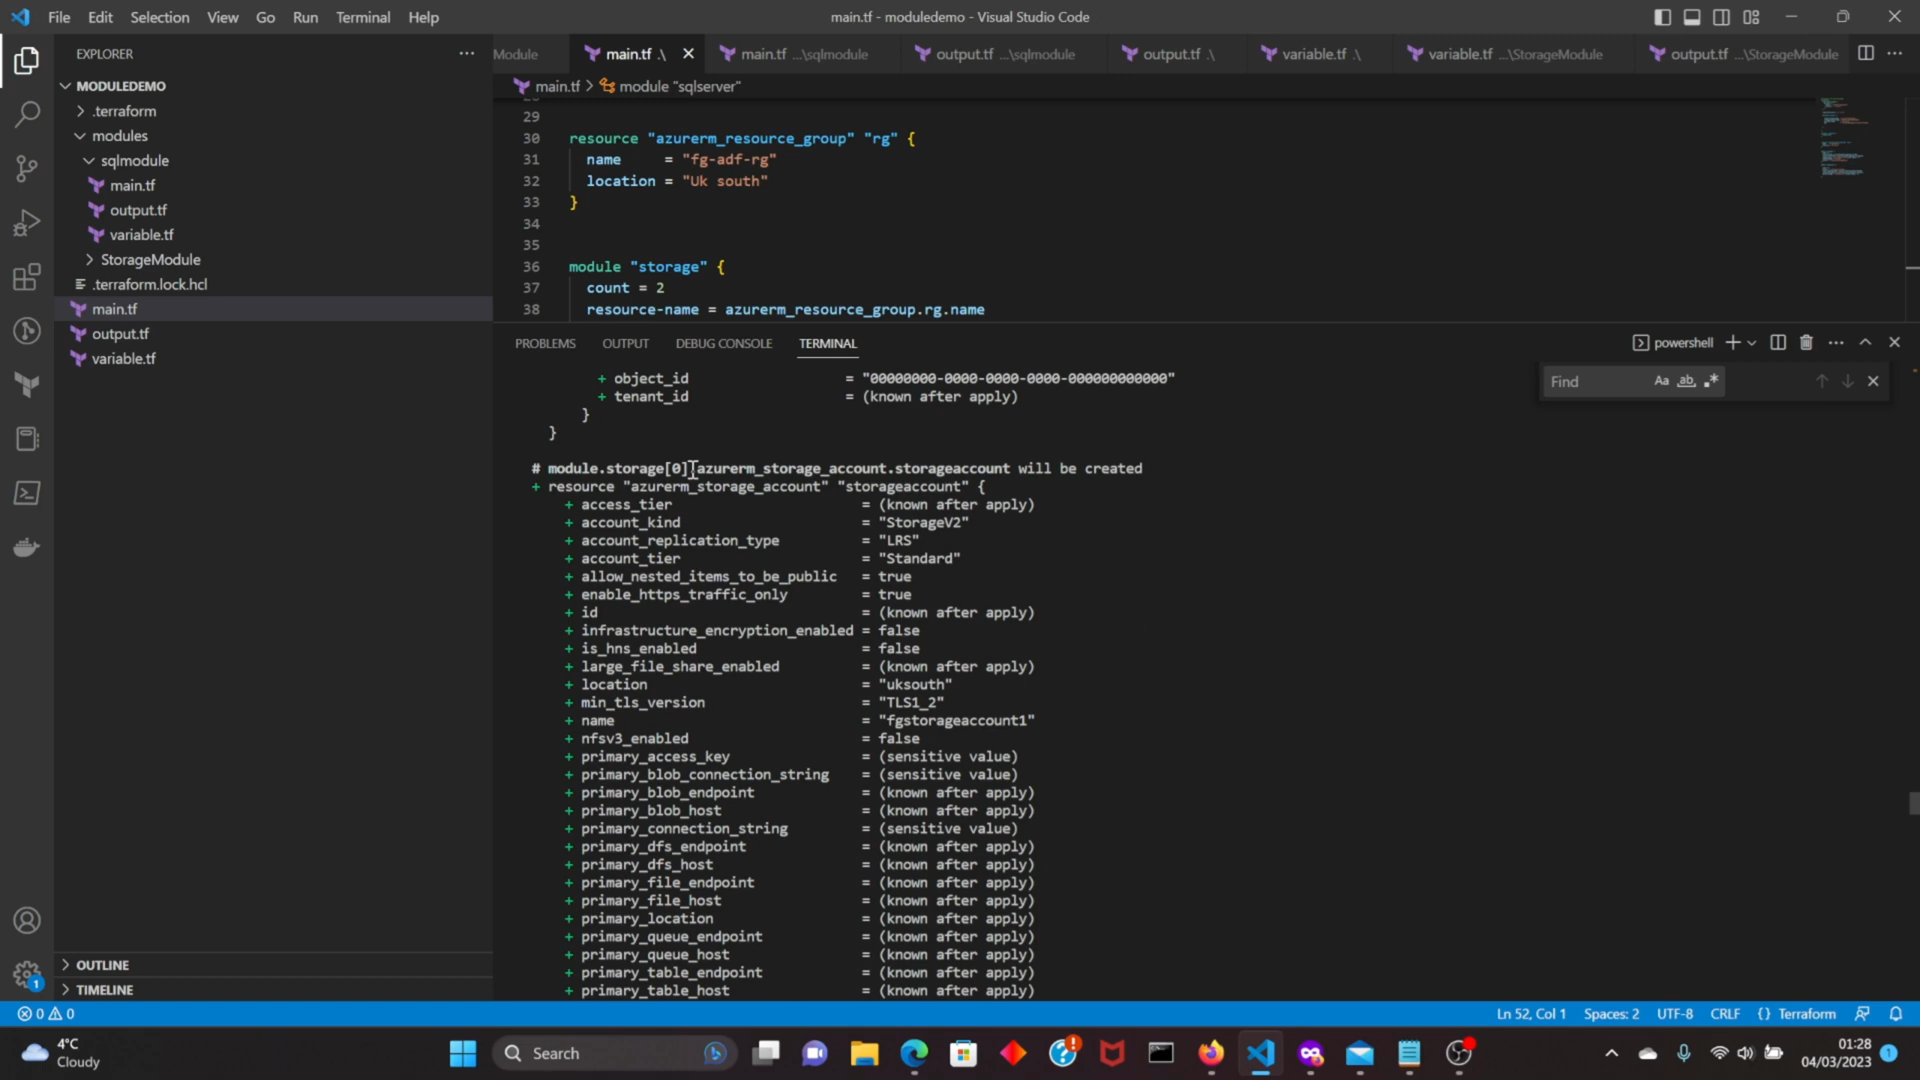 File Edit Selection View Go Run Terminal Help
main.tf - moduledemo - Visual Studio Code
EXPLORER
Module
main.tf .\
main.tf ...\sqlmodule
output.tf ...\sqlmodule
output.tf .\
variable.tf .\
variable.tf ...\StorageModule
output.tf ...\StorageModule
main.tf > module "sqlserver"
MODULEDEMO
.terraform
modules
sqlmodule
main.tf
output.tf
variable.tf
StorageModule
.terraform.lock.hcl
main.tf
output.tf
variable.tf
OUTLINE
TIMELINE
29
30 resource "azurerm_resource_group" "rg" {
31 name = "fg-adf-rg"
32 location = "Uk south"
33 }
34
35
36 module "storage" {
37 count = 2
38 resource-name = azurerm_resource_group.rg.name
PROBLEMS OUTPUT DEBUG CONSOLE TERMINAL
powershell
Find
Aa ab .*
+ object_id = "00000000-0000-0000-0000-000000000000"
+ tenant_id = (known after apply)
}
}
# module.storage[0].azurerm_storage_account.storageaccount will be created
+ resource "azurerm_storage_account" "storageaccount" {
+ access_tier = (known after apply)
+ account_kind = "StorageV2"
+ account_replication_type = "LRS"
+ account_tier = "Standard"
+ allow_nested_items_to_be_public = true
+ enable_https_traffic_only = true
+ id = (known after apply)
+ infrastructure_encryption_enabled = false
+ is_hns_enabled = false
+ large_file_share_enabled = (known after apply)
+ location = "uksouth"
+ min_tls_version = "TLS1_2"
+ name = "fgstorageaccount1"
+ nfsv3_enabled = false
+ primary_access_key = (sensitive value)
+ primary_blob_connection_string = (sensitive value)
+ primary_blob_endpoint = (known after apply)
+ primary_blob_host = (known after apply)
+ primary_connection_string = (sensitive value)
+ primary_dfs_endpoint = (known after apply)
+ primary_dfs_host = (known after apply)
+ primary_file_endpoint = (known after apply)
+ primary_file_host = (known after apply)
+ primary_location = (known after apply)
+ primary_queue_endpoint = (known after apply)
+ primary_queue_host = (known after apply)
+ primary_table_endpoint = (known after apply)
+ primary_table_host = (known after apply)
1
0 0
Ln 52, Col 1 Spaces: 2 UTF-8 CRLF {} Terraform
4°C
Cloudy
Search
01:28
04/03/2023
1